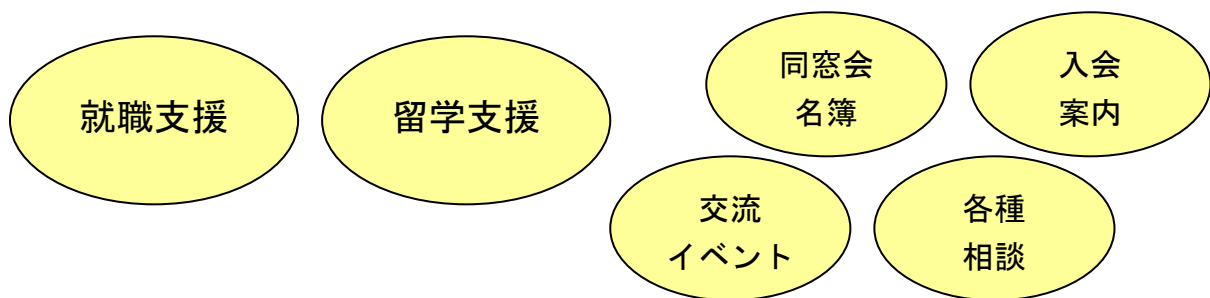 就職支援
留学支援
同窓会
名簿
入会
案内
交流
イベント
各種
相談